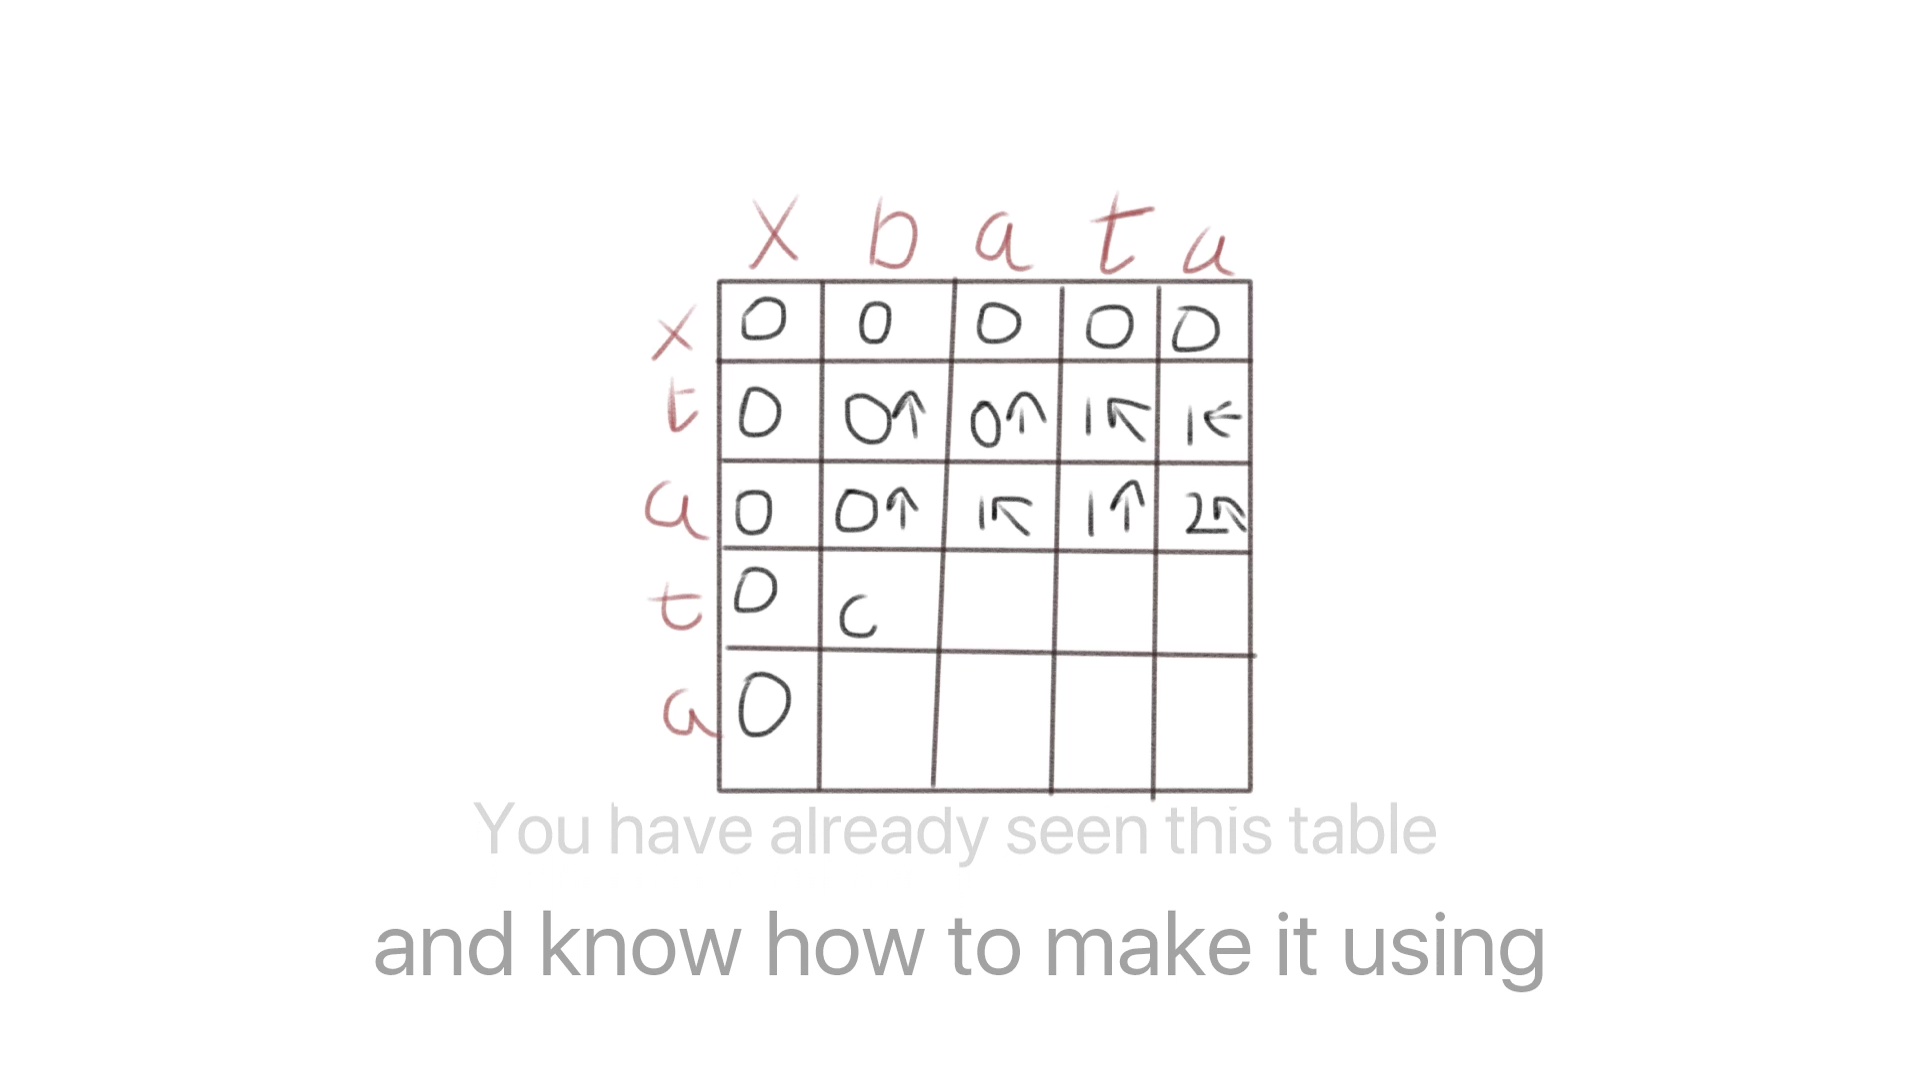 x b a t a
x 0 0 0 0 0
t 0 0↑ 0↑ 1↖ 1←
a 0 0↑ 1↖ 1↑ 2↖
t 0 c
a 0
You have already seen this table
and know how to make it using